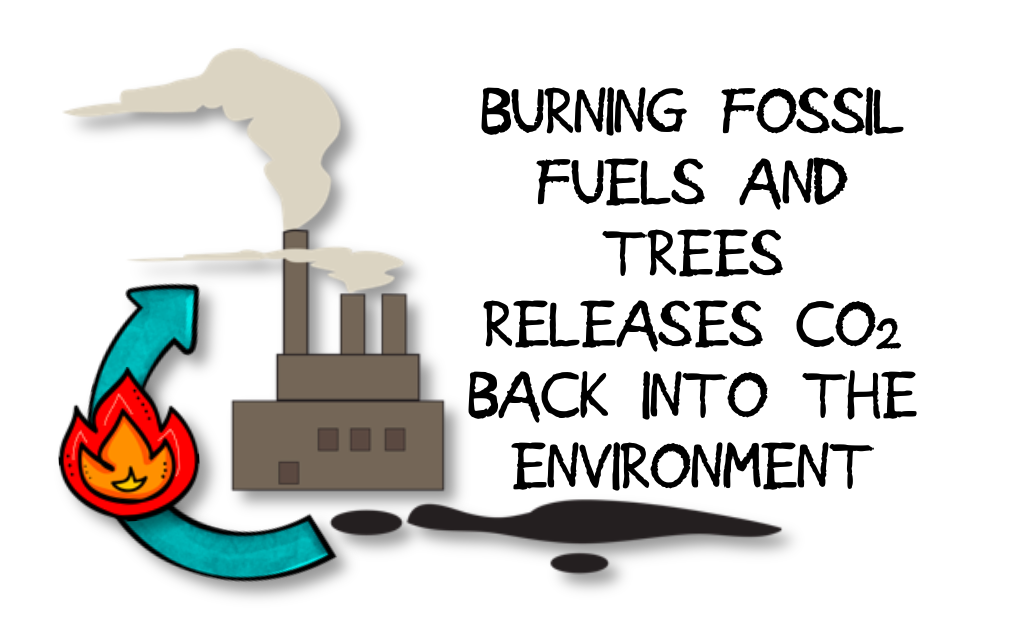 BURNING FOSSIL
FUELS AND
TREES
RELEASES CO₂
BACK INTO THE
ENVIRONMENT